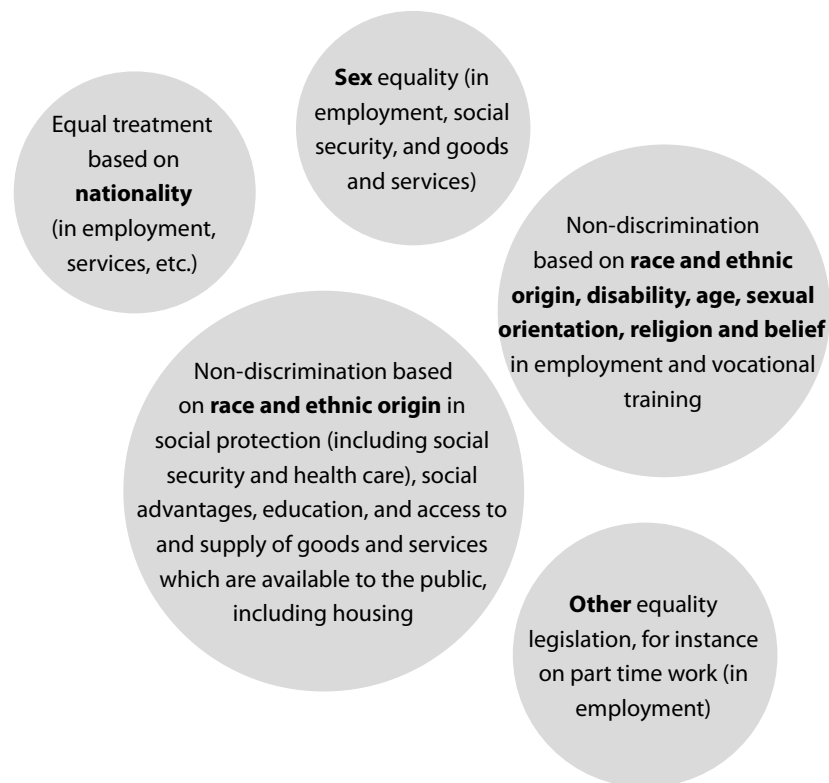 Sex equality (in
employment, social
security, and goods
and services)
Equal treatment
based on
nationality
(in employment,
services, etc.)
Non-discrimination
based on race and ethnic
origin, disability, age, sexual
orientation, religion and belief
in employment and vocational
training
Non-discrimination based
on race and ethnic origin in
social protection (including social
security and health care), social
advantages, education, and access to
and supply of goods and services
which are available to the public,
including housing
Other equality
legislation, for instance
on part time work (in
employment)